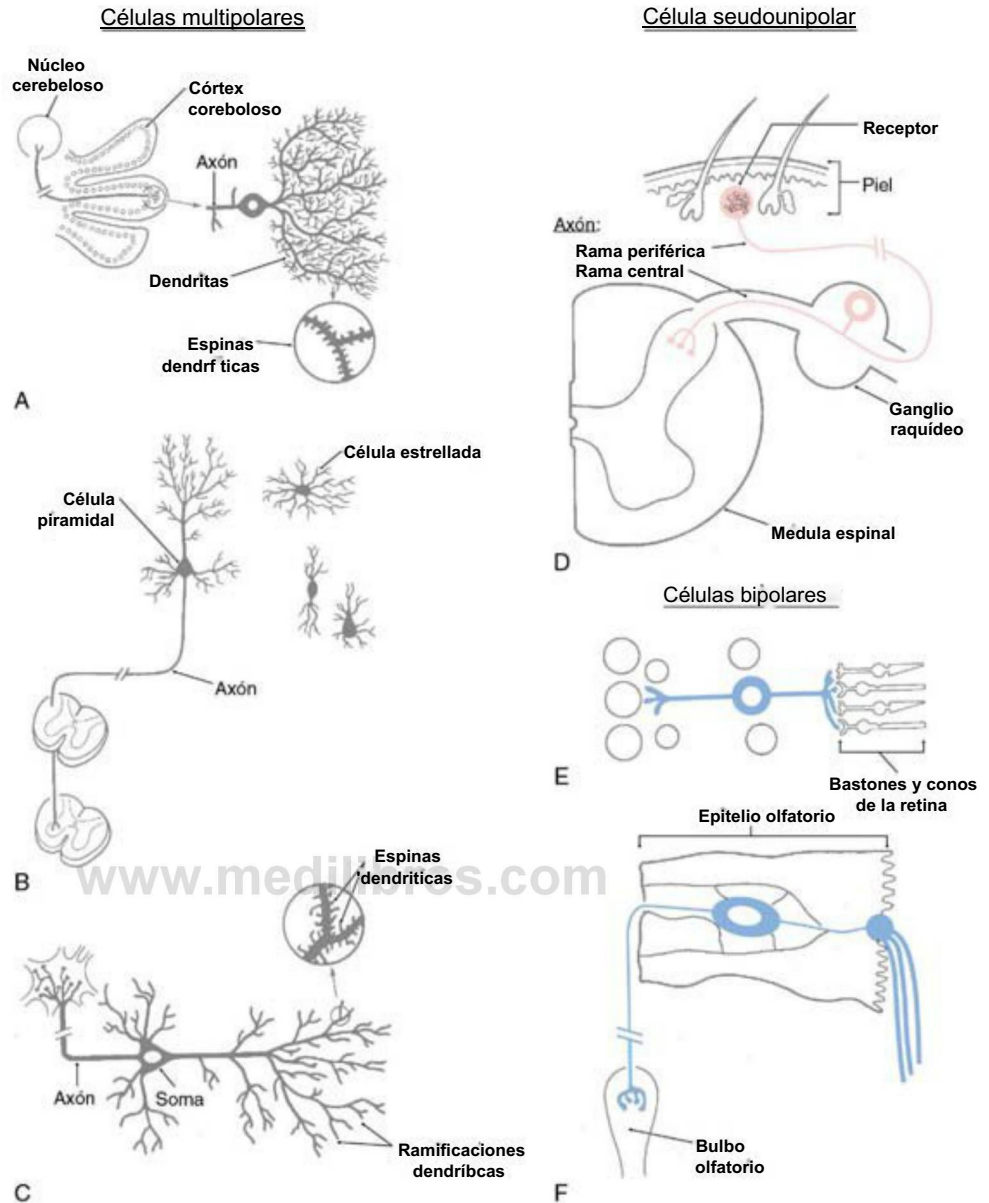 Células multipolares
Núcleo
cerebeloso
Córtex
coreboloso
Axón
Dendritas
Espinas
dendrf ticas
A
Célula estrellada
Célula
piramidal
Axón
B
www.medilibros.com
Espinas
dendriticas
Axón
Soma
Ramificaciones
dendríbcas
C
Célula seudounipolar
Receptor
Piel
Axón:
Rama periférica
Rama central
Ganglio
raquídeo
Medula espinal
D
Células bipolares
E
Bastones y conos
de la retina
Epitelio olfatorio
Bulbo
olfatorio
F